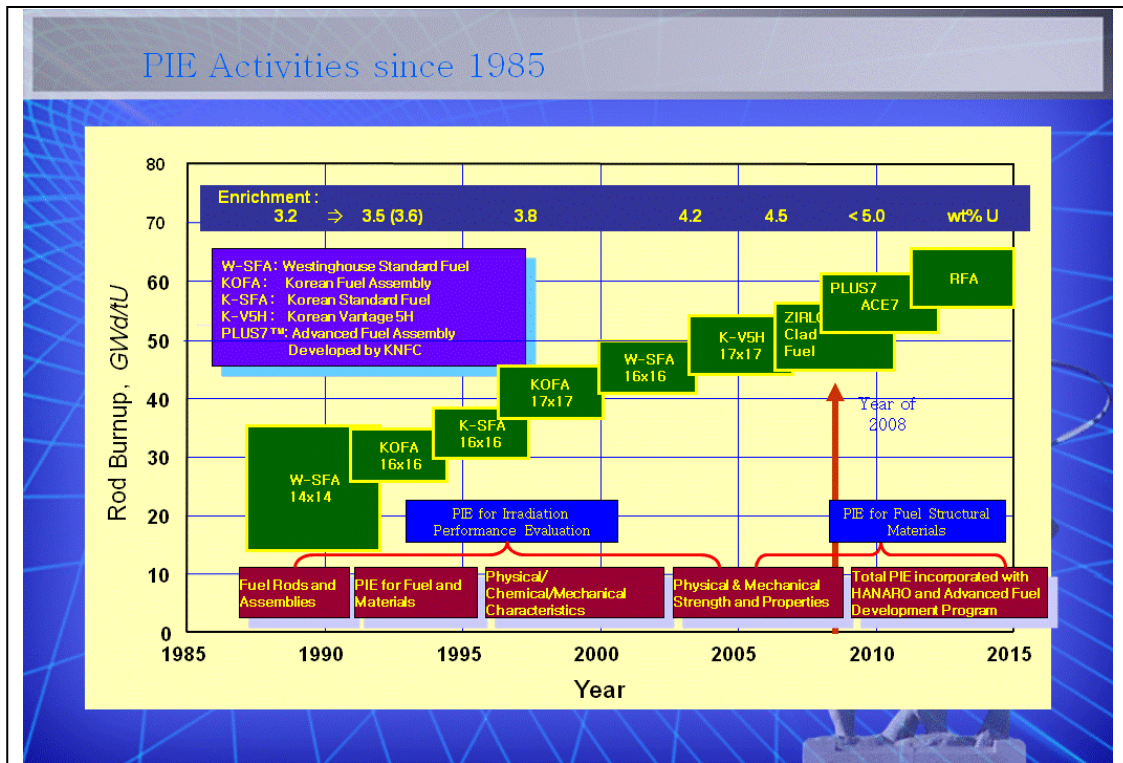 PIE Activities since 1985
80
70
60
50
40
30
20
10
0
Rod Burnup, GWd/tU
Enrichment :
3.2 ⇒ 3.5 (3.6) 3.8 4.2 4.5 < 5.0 wt% U
W-SFA: Westinghouse Standard Fuel
KOFA: Korean Fuel Assembly
K-SFA: Korean Standard Fuel
K-V5H: Korean Vantage 5H
PLUS7™: Advanced Fuel Assembly
Developed by KNFC
W-SFA
14x14
KOFA
16x16
K-SFA
16x16
KOFA
17x17
W-SFA
16x16
K-V5H
17x17
Clad
Fuel
PLUS7
ACE7
RFA
Year of
2008
PIE for Irradiation
Performance Evaluation
PIE for Fuel Structural
Materials
Fuel Rods and
Assemblies
PIE for Fuel and
Materials
Physical/
Chemical/Mechanical
Characteristics
Physical & Mechanical
Strength and Properties
Total PIE incorporated with
HANARO and Advanced Fuel
Development Program
1985 1990 1995 2000 2005 2010 2015
Year